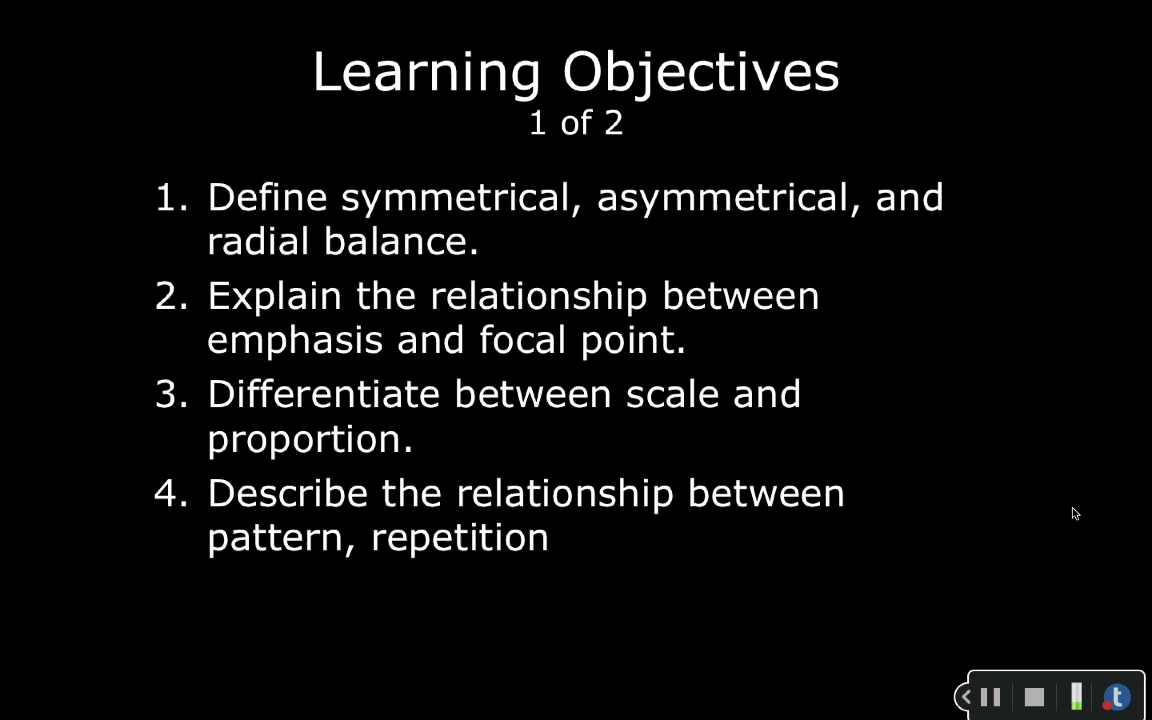 Learning Objectives
1 of 2
1. Define symmetrical, asymmetrical, and
radial balance.
2. Explain the relationship between
emphasis and focal point.
3. Differentiate between scale and
proportion.
4. Describe the relationship between
pattern, repetition
t